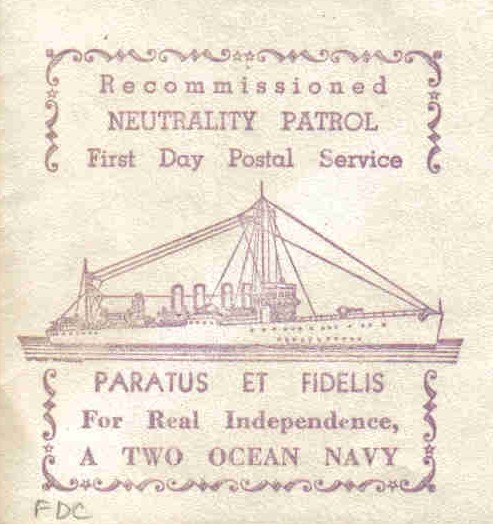 Recommissioned
NEUTRALITY PATROL
First Day Postal Service
PARATUS ET FIDELIS
For Real Independence,
A TWO OCEAN NAVY
FDC